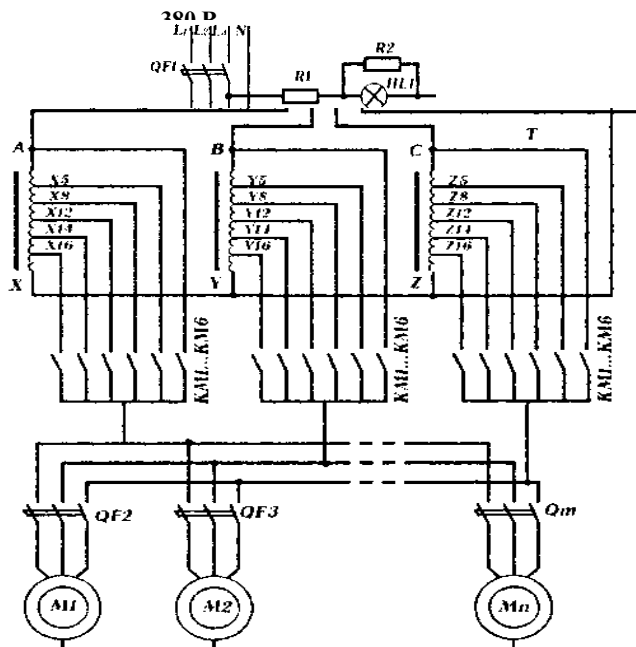 380 В
L₁ L₂ L₃ N
QF1
R1
R2
HL1
T
A
B
C
X5
X8
X12
X14
X16
Y5
Y8
Y12
Y14
Y16
Z5
Z8
Z12
Z14
Z16
X
Y
Z
KM1...KM6
KM1...KM6
KM1...KM6
QF2
QF3
Qm
M1
M2
Mn